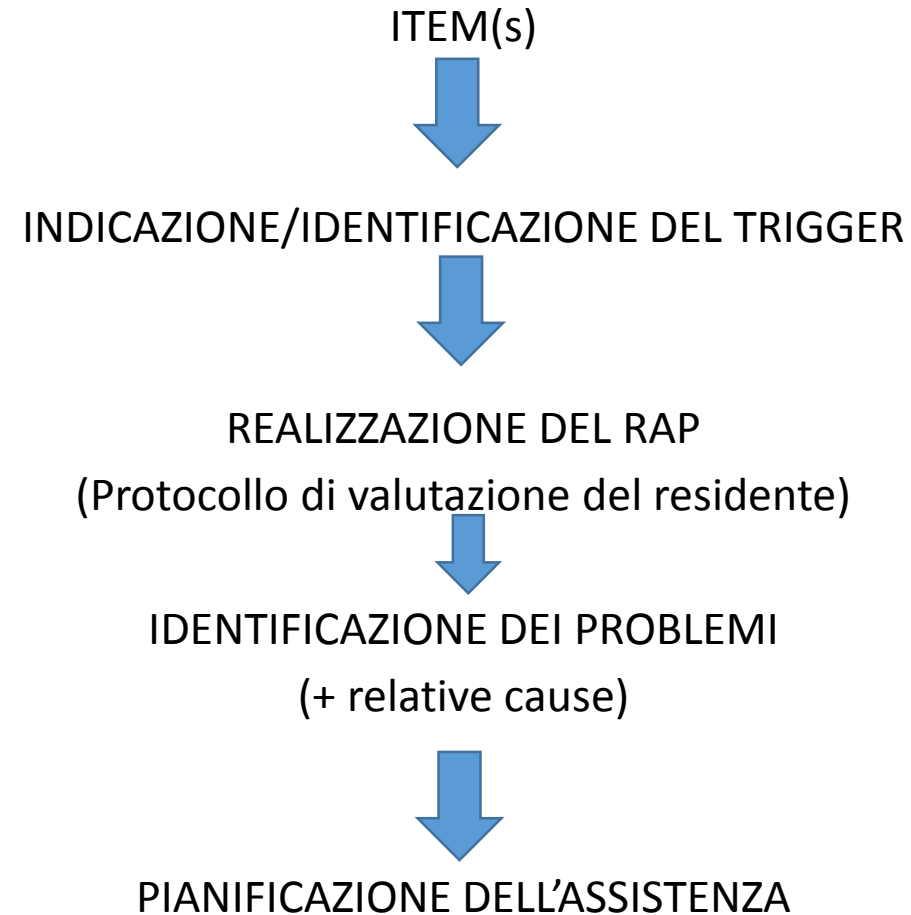 ITEM(s)
INDICAZIONE/IDENTIFICAZIONE DEL TRIGGER
REALIZZAZIONE DEL RAP
(Protocollo di valutazione del residente)
IDENTIFICAZIONE DEI PROBLEMI
(+ relative cause)
PIANIFICAZIONE DELL’ASSISTENZA